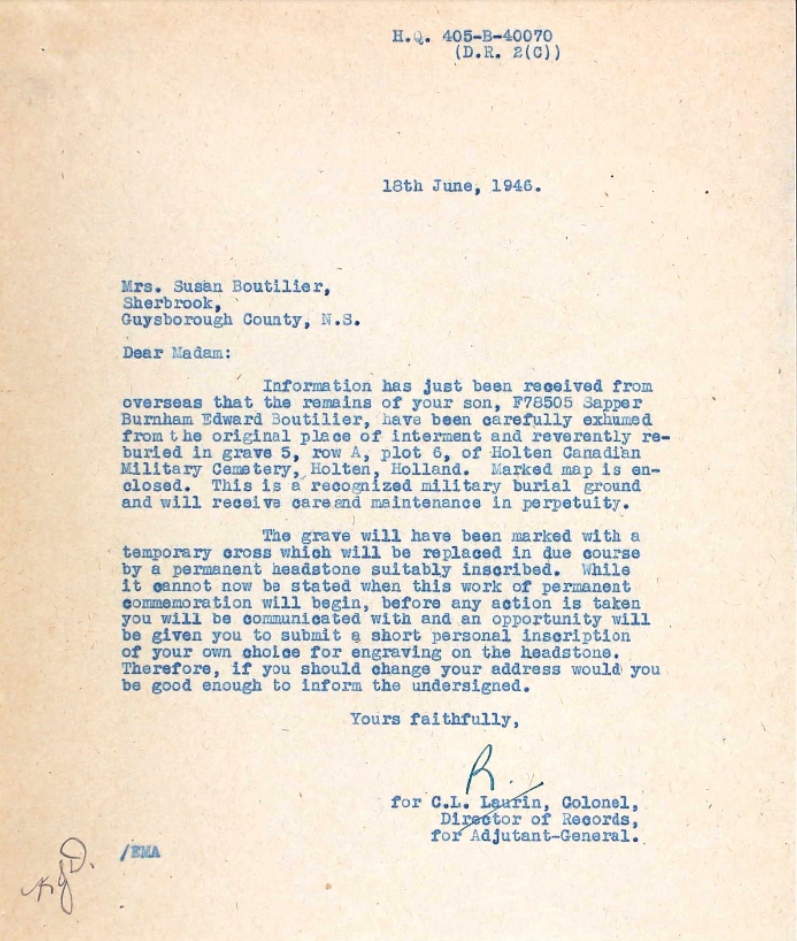 H.Q. 405-B-40070
(D.R. 2(C))
18th June, 1946.
Mrs. Susan Boutilier,
Sherbrook,
Guysborough County, N.S.
Dear Madam:
Information has just been received from
overseas that the remains of your son, F78505 Sapper
Burnham Edward Boutilier, have been carefully exhumed
from the original place of interment and reverently re-
buried in grave 5, row A, plot 6, of Holten Canadian
Military Cemetery, Holten, Holland. Marked map is en-
closed. This is a recognized military burial ground
and will receive care and maintenance in perpetuity.
The grave will have been marked with a
temporary cross which will be replaced in due course
by a permanent headstone suitably inscribed. While
it cannot now be stated when this work of permanent
commemoration will begin, before any action is taken
you will be communicated with and an opportunity will
be given you to submit a short personal inscription
of your own choice for engraving on the headstone.
Therefore, if you should change your address would you
be good enough to inform the undersigned.
Yours faithfully,
for C.L. Laurin, Colonel,
Director of Records,
for Adjutant-General.
/EMA